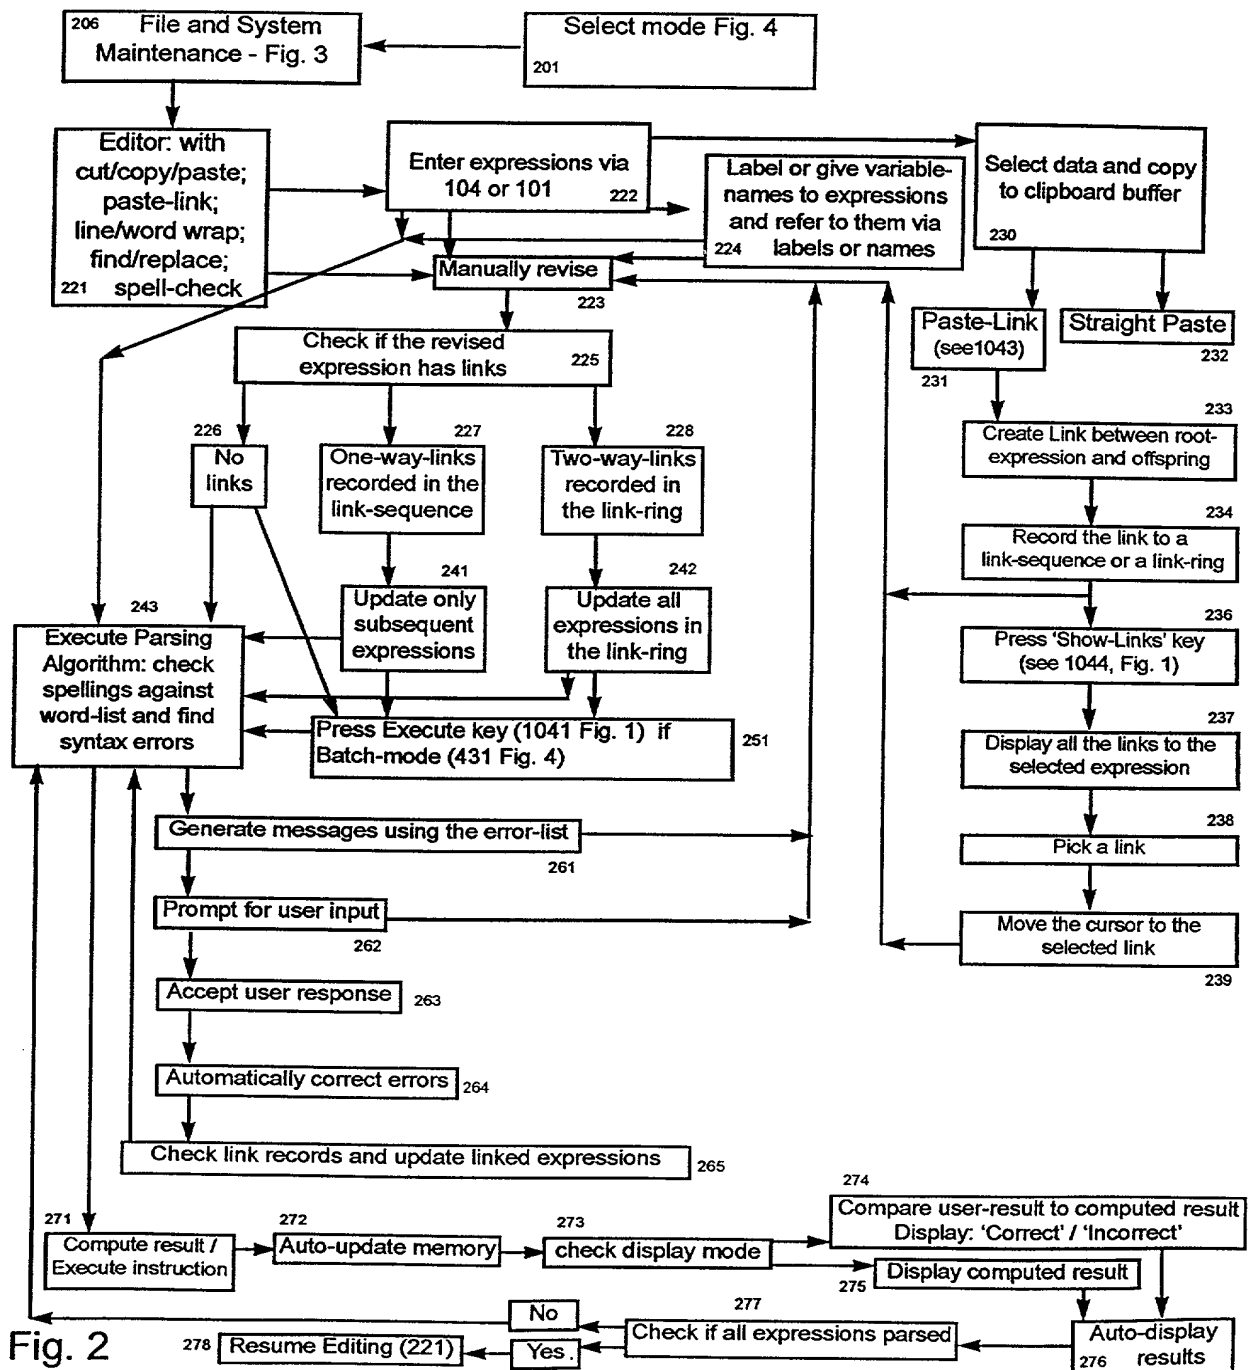 206 File and System
Maintenance - Fig. 3
Select mode Fig. 4
201
Editor: with
cut/copy/paste;
paste-link;
line/word wrap;
find/replace;
221 spell-check
Enter expressions via
104 or 101
222
Label or give variable-
names to expressions
and refer to them via
224 labels or names
Select data and copy
to clipboard buffer
230
Manually revise
223
Paste-Link
(see1043)
231
Straight Paste
232
Check if the revised
expression has links
225
226
No
links
227
One-way-links
recorded in the
link-sequence
228
Two-way-links
recorded in
the link-ring
233
Create Link between root-
expression and offspring
234
Record the link to a
link-sequence or a link-ring
241
Update only
subsequent
expressions
242
Update all
expressions in
the link-ring
243
Execute Parsing
Algorithm: check
spellings against
word-list and find
syntax errors
236
Press 'Show-Links' key
(see 1044, Fig. 1)
Press Execute key (1041 Fig. 1) if
Batch-mode (431 Fig. 4)
251
237
Display all the links to the
selected expression
Generate messages using the error-list
261
238
Pick a link
Prompt for user input
262
Move the cursor to the
selected link
239
Accept user response
263
Automatically correct errors
264
Check link records and update linked expressions
265
271
Compute result /
Execute instruction
272
Auto-update memory
273
check display mode
274
Compare user-result to computed result
Display: 'Correct' / 'Incorrect'
275
Display computed result
Auto-display
276 results
277
Check if all expressions parsed
No
Yes.
278
Resume Editing (221)
Fig. 2